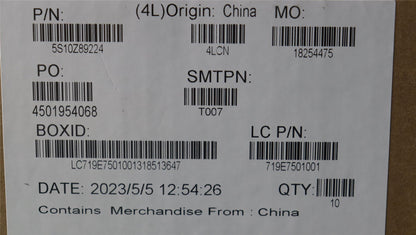 P/N: (4L)Origin: China MO:
5S10Z89224 4LCN 18254475
PO: SMTPN:
4501954068 T007
BOXID: LC P/N:
LC719E7501001318513647 719E7501001
DATE: 2023/5/5 12:54:26 QTY:
10
Contains Merchandise From : China